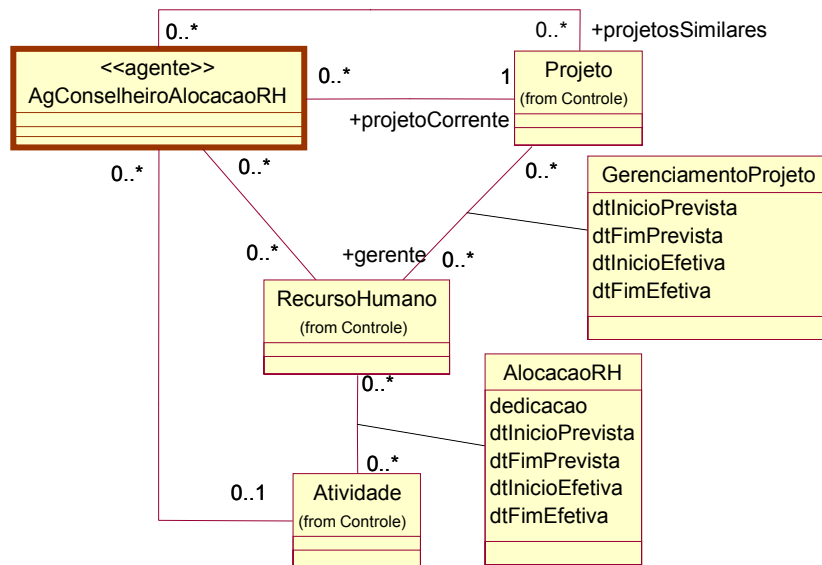 0..*
0..*
+projetosSimilares
<<agente>>
AgConselheiroAlocacaoRH
0..*
1
+projetoCorrente
Projeto
(from Controle)
0..*
0..*
0..*
GerenciamentoProjeto
dtInicioPrevista
dtFimPrevista
dtInicioEfetiva
dtFimEfetiva
0..*
+gerente
0..*
RecursoHumano
(from Controle)
AlocacaoRH
dedicacao
dtInicioPrevista
dtFimPrevista
dtInicioEfetiva
dtFimEfetiva
0..*
0..*
0..1
Atividade
(from Controle)